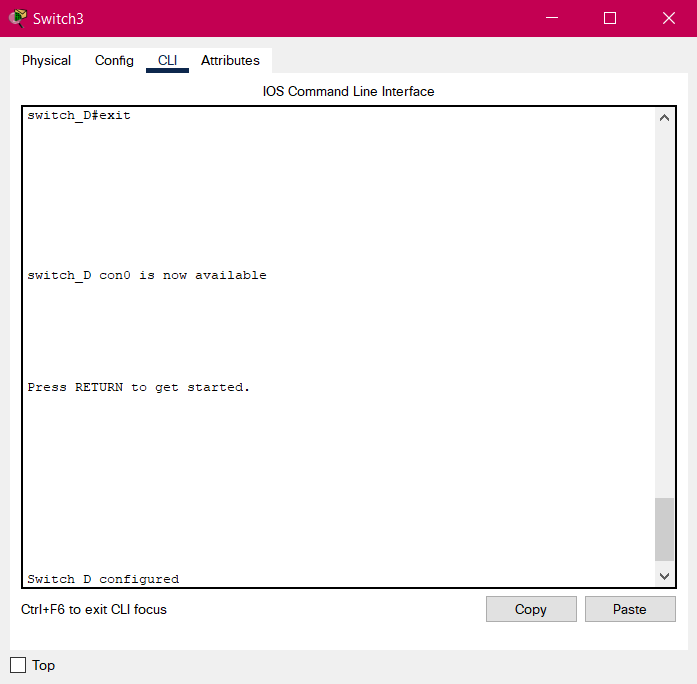 Switch3
Physical Config CLI Attributes
IOS Command Line Interface
switch_D#exit
switch_D con0 is now available
Press RETURN to get started.
Switch D configured
Ctrl+F6 to exit CLI focus
Copy Paste
Top